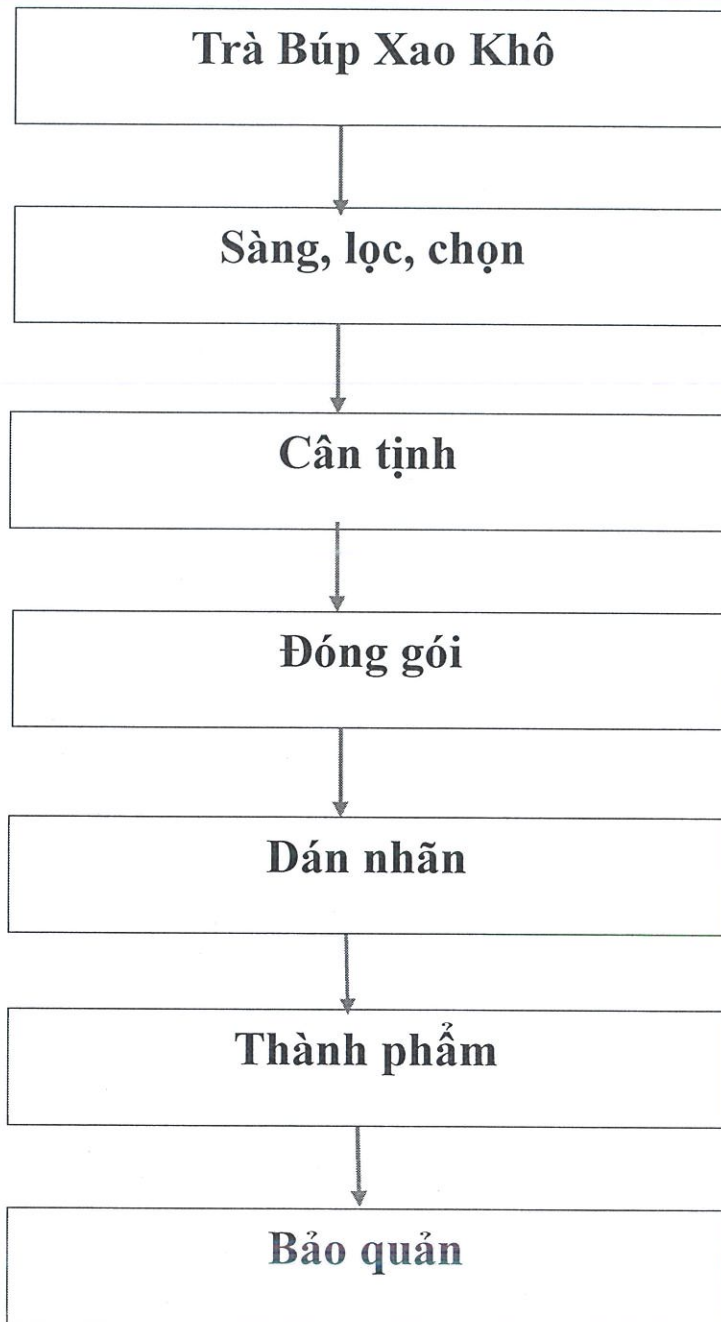 Trà Búp Xao Khô
Sàng, lọc, chọn
Cân tịnh
Đóng gói
Dán nhãn
Thành phẩm
Bảo quản